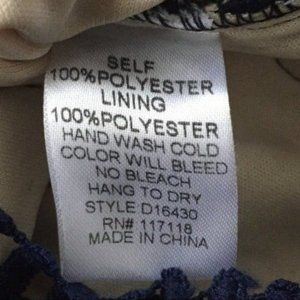 SELF
100%POLYESTER
LINING
100%POLYESTER
HAND WASH COLD
COLOR WILL BLEED
NO BLEACH
HANG TO DRY
STYLE D16430
RN# 117118
MADE IN CHINA